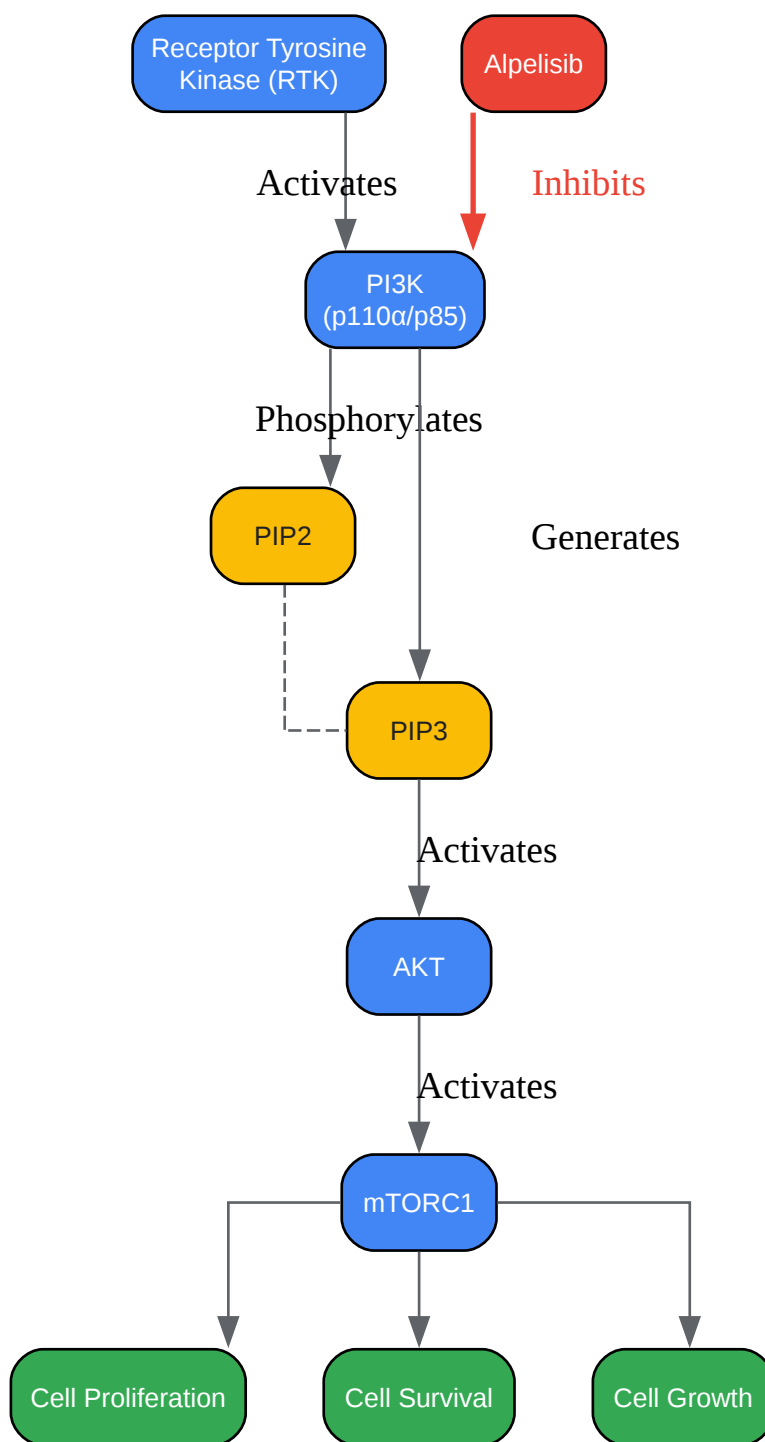 Receptor Tyrosine
Kinase (RTK)
Alpelisib
Activates
Inhibits
PI3K
(p110α/p85)
Phosphorylates
PIP2
Generates
PIP3
Activates
AKT
Activates
mTORC1
Cell Proliferation
Cell Survival
Cell Growth